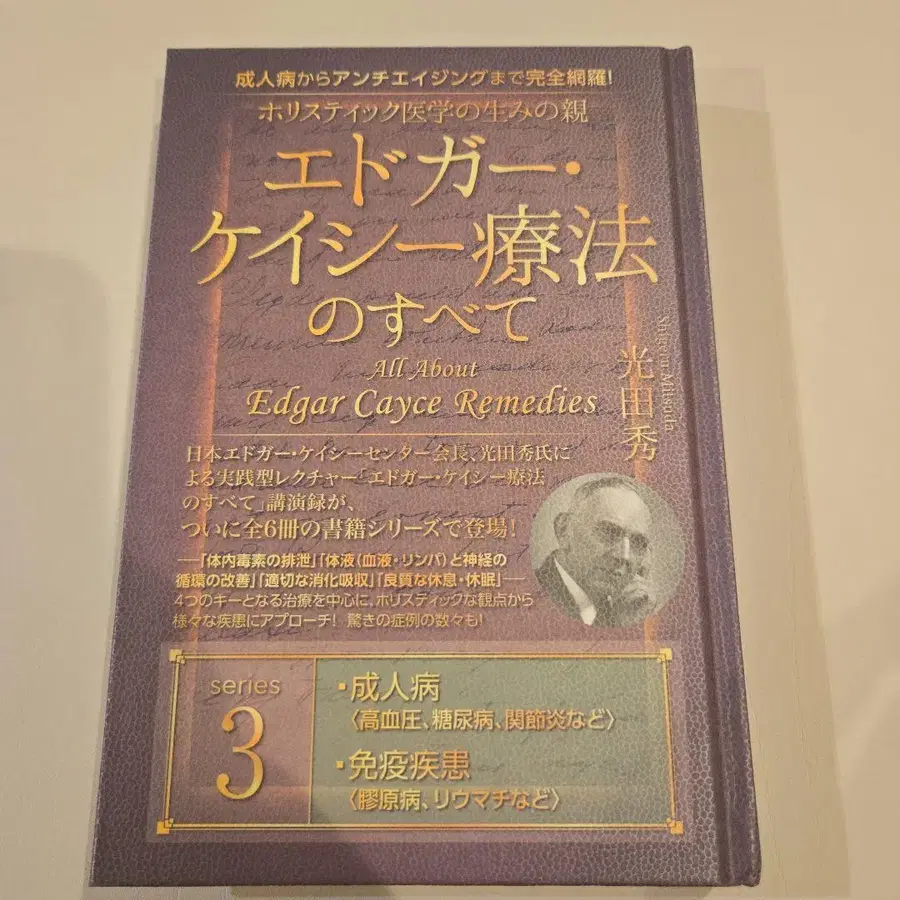 成人病からアンチエイジングまで完全網羅!
ホリスティック医学の生みの親
エドガー・
ケイシー療法
のすべて
All About
Edgar Cayce Remedies
光田秀
Shigeru Mitsuda
日本エドガー・ケイシーセンター会長、光田秀氏に
よる実践型レクチャー「エドガー・ケイシー療法
のすべて」講演録が、
ついに全6冊の書籍シリーズで登場!
──「体内毒素の排泄」「体液(血液・リンパ)と神経の
循環の改善」「適切な消化吸収」「良質な休息・休眠」──
4つのキーとなる治療を中心に、ホリスティックな観点から
様々な疾患にアプローチ! 驚きの症例の数々も!
series
3
・成人病
〈高血圧、糖尿病、関節炎など〉
・免疫疾患
〈膠原病、リウマチなど〉